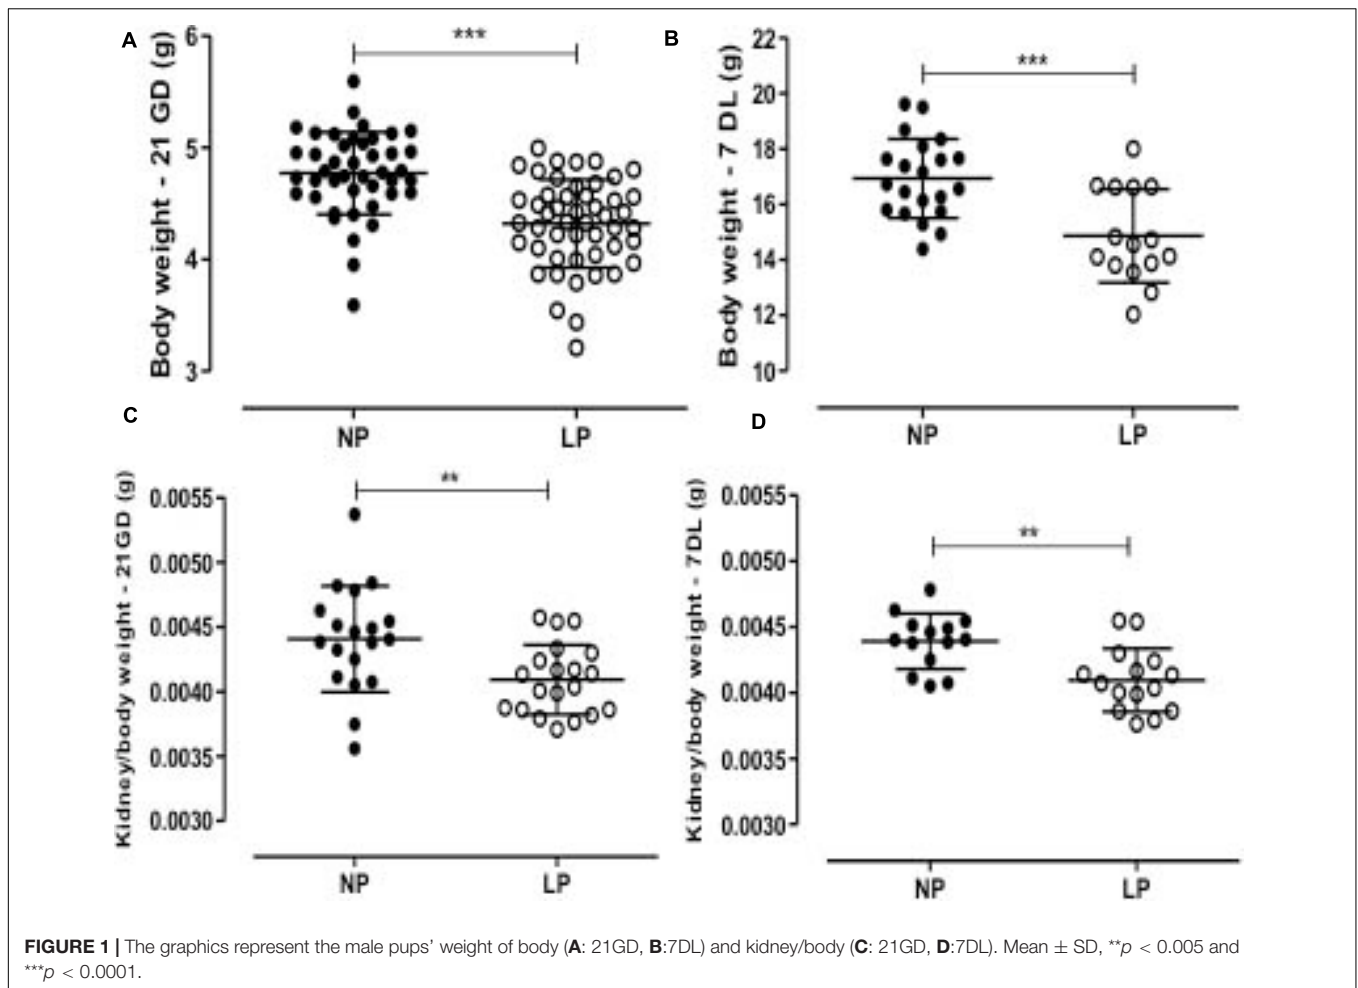 A
Body weight - 21 GD (g)
6
5
4
3
***
NP
LP
B
Body weight - 7 DL (g)
22
20
18
16
14
12
10
***
NP
LP
C
Kidney/body weight - 21GD (g)
0.0055
0.0050
0.0045
0.0040
0.0035
0.0030
**
NP
LP
D
Kidney/body weight - 7DL (g)
0.0055
0.0050
0.0045
0.0040
0.0035
0.0030
**
NP
LP
FIGURE 1 | The graphics represent the male pups' weight of body (A: 21GD, B:7DL) and kidney/body (C: 21GD, D:7DL). Mean ± SD, **p < 0.005 and
***p < 0.0001.